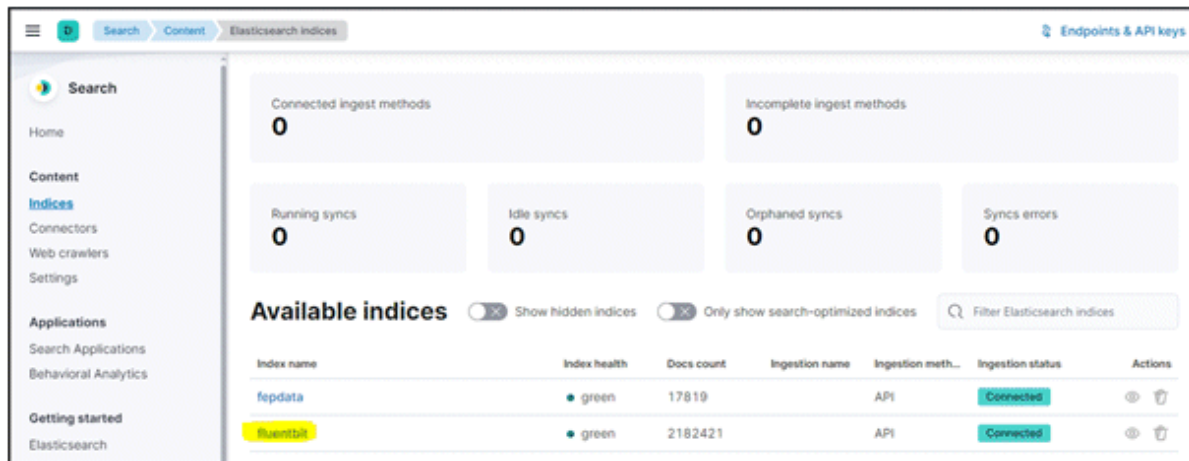 D Search Content Elasticsearch indices Endpoints & API keys
Search
Home
Content
Indices
Connectors
Web crawlers
Settings
Applications
Search Applications
Behavioral Analytics
Getting started
Elasticsearch
Connected ingest methods
0
Incomplete ingest methods
0
Running syncs
0
Idle syncs
0
Orphaned syncs
0
Syncs errors
0
Available indices Show hidden indices Only show search-optimized indices Filter Elasticsearch indices
Index name Index health Docs count Ingestion name Ingestion meth... Ingestion status Actions
fepdata green 17819 API Connected
fluentbit green 2182421 API Connected